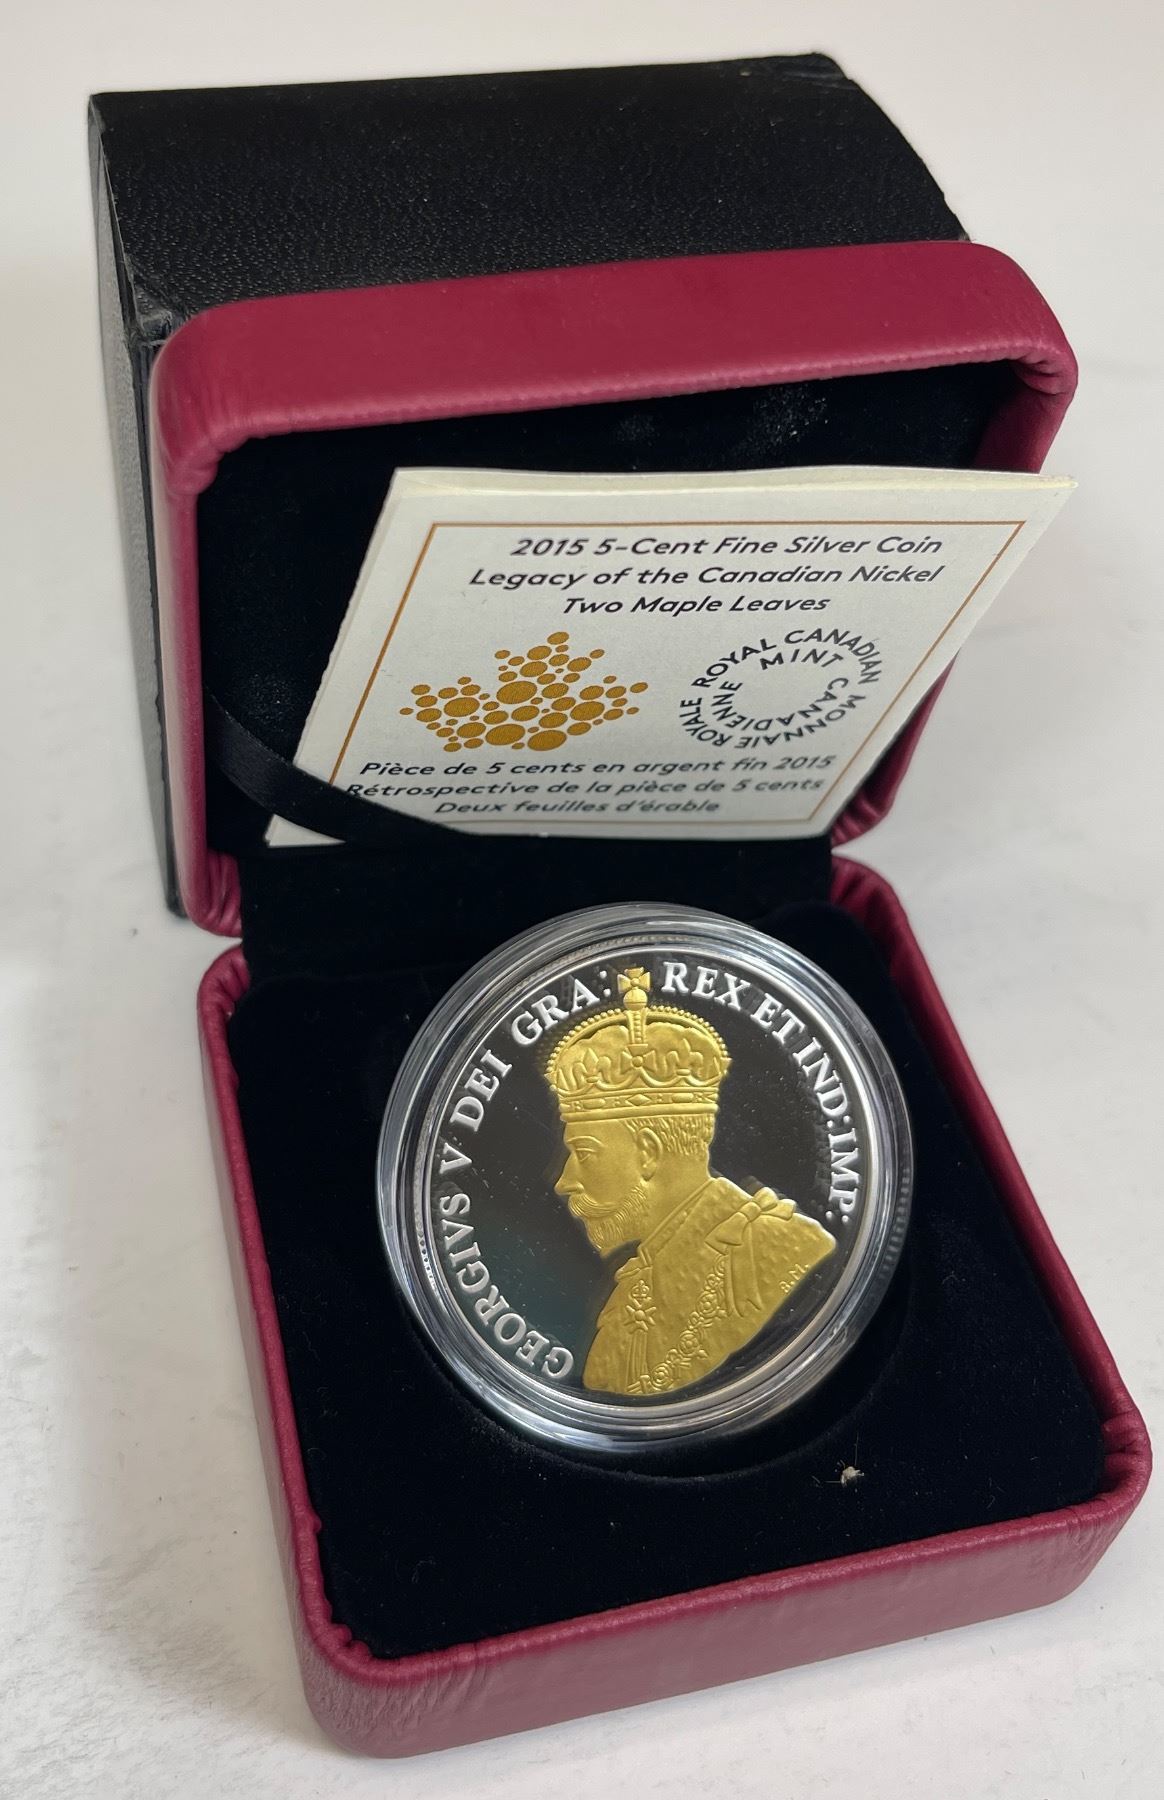 2015 5-Cent Fine Silver Coin
Legacy of the Canadian Nickel
Two Maple Leaves
ROYAL CANADIAN MINT
MONNAIE ROYALE CANADIENNE
Pièce de 5 cents en argent fin 2015
Rétrospective de la pièce de 5 cents
Deux feuilles d'érable
GEORGIVS V DEI GRA: REX ET IND:IMP:
B.M.